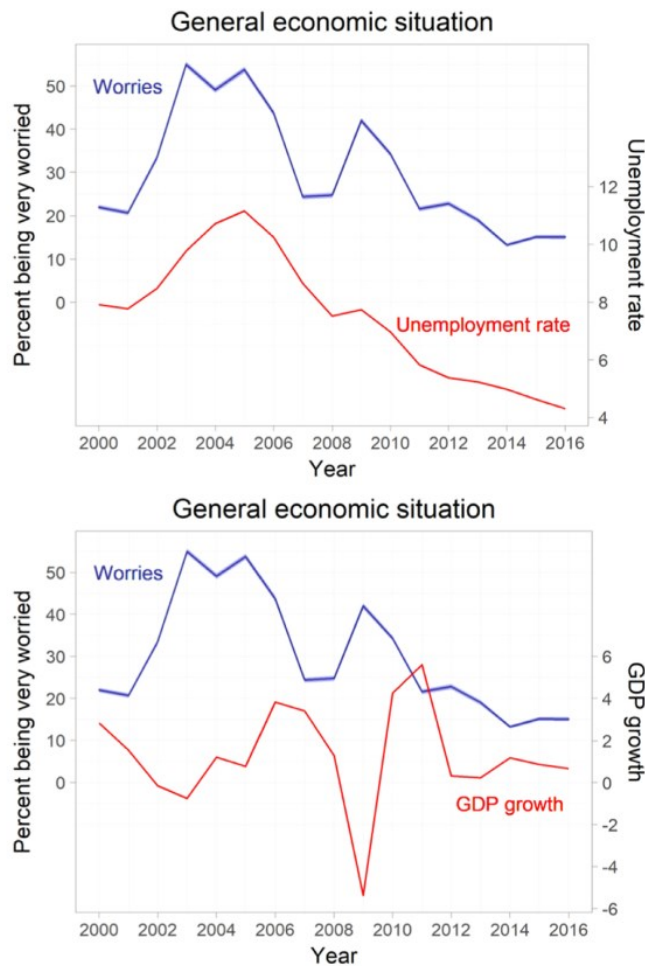 General economic situation
Percent being very worried
50
40
30
20
10
0
Worries
Unemployment rate
12
10
8
6
4
Unemployment rate
2000 2002 2004 2006 2008 2010 2012 2014 2016
Year
General economic situation
Percent being very worried
50
40
30
20
10
0
Worries
GDP growth
6
4
2
0
-2
-4
-6
GDP growth
2000 2002 2004 2006 2008 2010 2012 2014 2016
Year